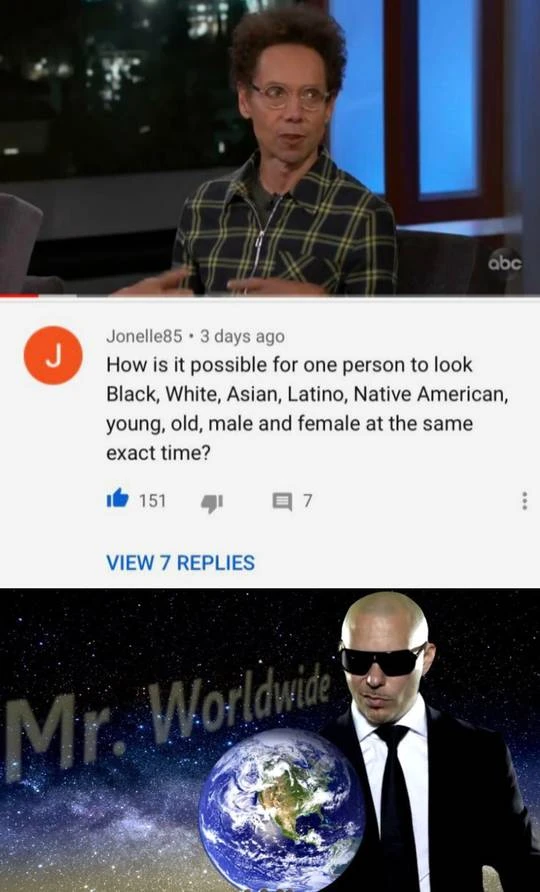 abc
J
Jonelle85 • 3 days ago
How is it possible for one person to look
Black, White, Asian, Latino, Native American,
young, old, male and female at the same
exact time?
151
7
VIEW 7 REPLIES
Mr. Worldwide